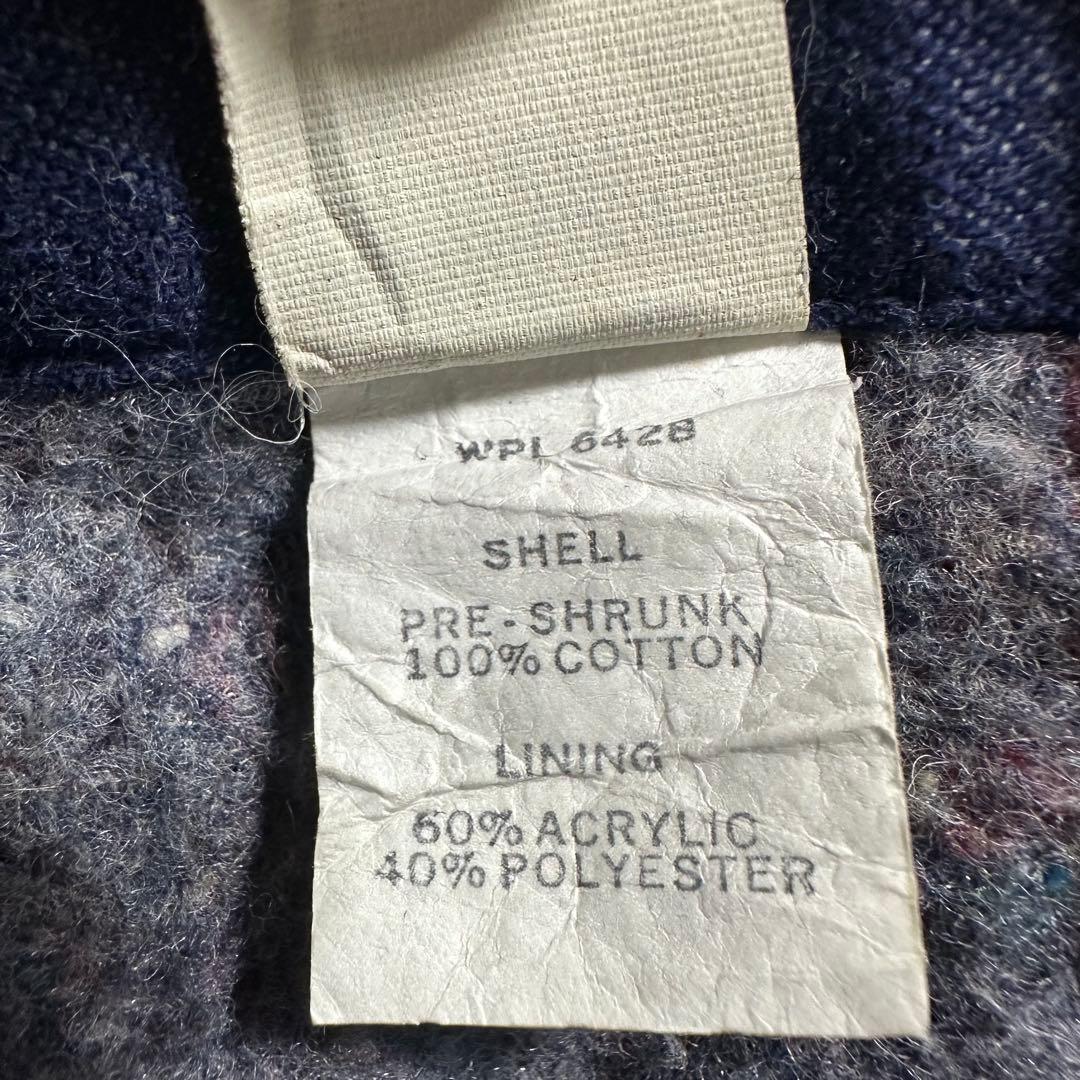 WPL 6428
SHELL
PRE-SHRUNK
100% COTTON
LINING
60% ACRYLIC
40% POLYESTER